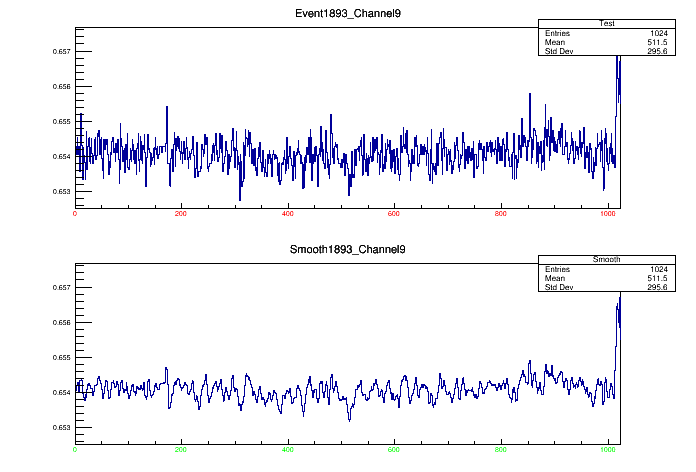 Event1893_Channel9
Test
Entries 1024
Mean 511.5
Std Dev 295.6
0.657
0.656
0.655
0.654
0.653
0 200 400 600 800 1000
Smooth1893_Channel9
Smooth
Entries 1024
Mean 511.5
Std Dev 295.6
0.657
0.656
0.655
0.654
0.653
0 200 400 600 800 1000